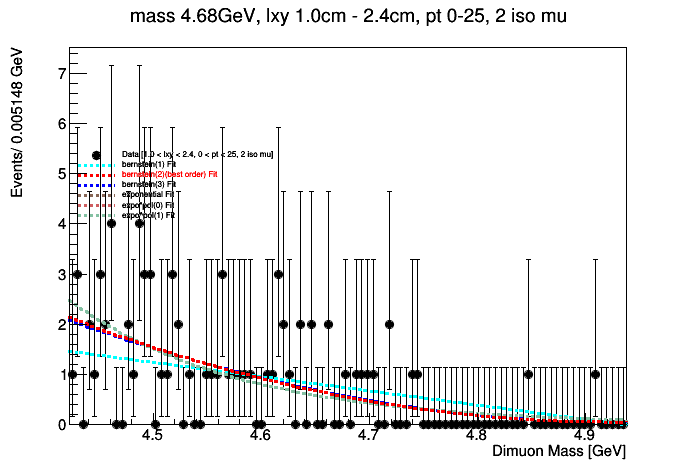 mass 4.68GeV, lxy 1.0cm - 2.4cm, pt 0-25, 2 iso mu
Events/ 0.005148 GeV
7
6
5
4
3
2
1
0
Data [1.0 < lxy < 2.4, 0 < pt < 25, 2 iso mu]
bernstein(1) Fit
bernstein(2)(best order) Fit
bernstein(3) Fit
exponential Fit
expo*pol(0) Fit
expo*pol(1) Fit
4.5 4.6 4.7 4.8 4.9
Dimuon Mass [GeV]